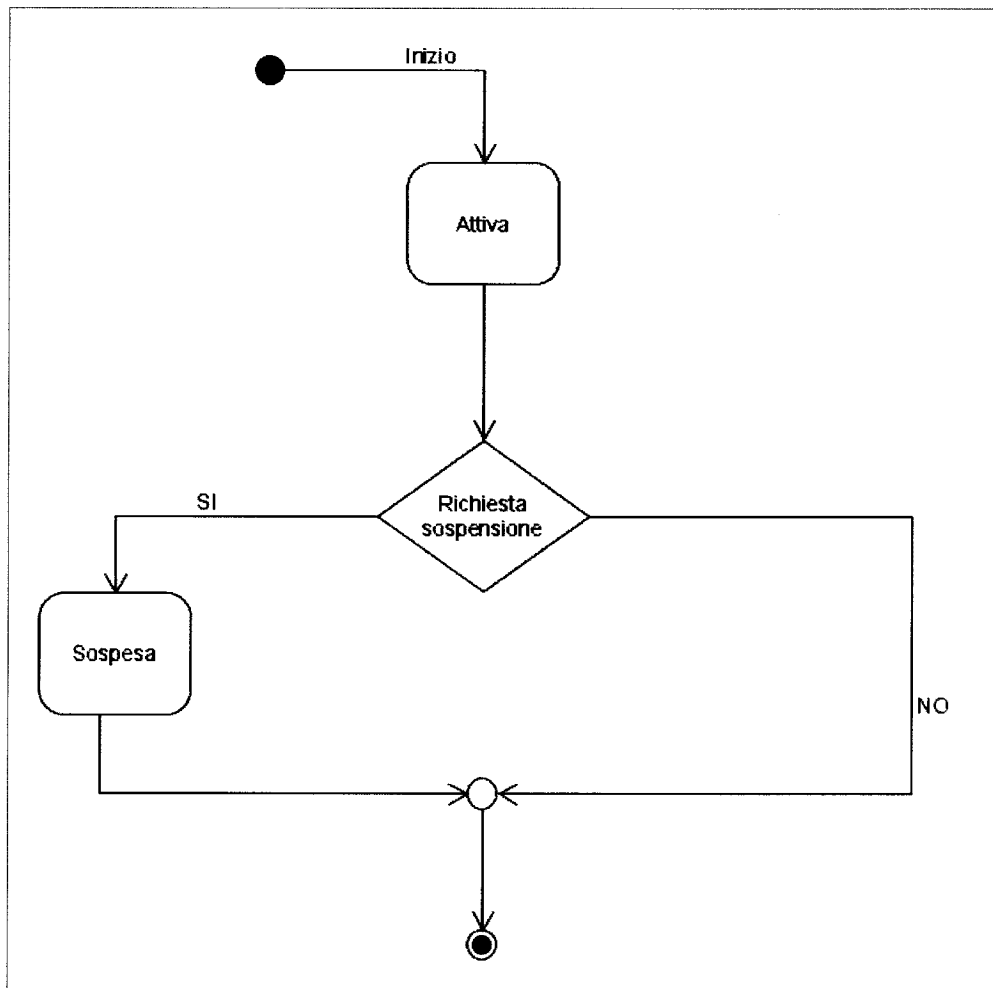 Inizio
Attiva
Richiesta
sospensione
SI
Sospesa
NO